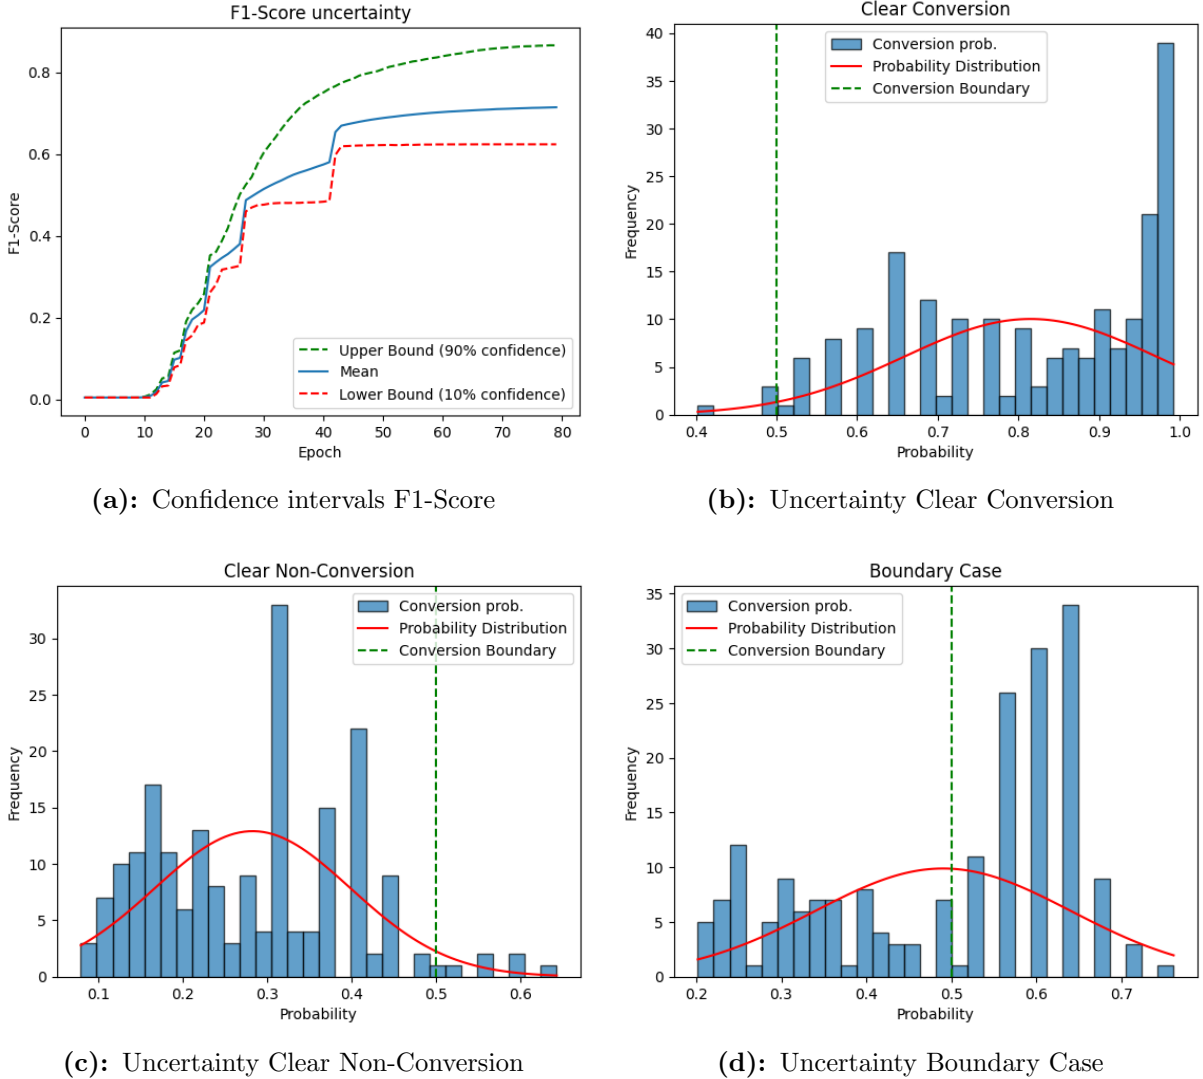 F1-Score uncertainty
F1-Score
0.8
0.6
0.4
0.2
0.0
Upper Bound (90% confidence)
Mean
Lower Bound (10% confidence)
0 10 20 30 40 50 60 70 80
Epoch
(a): Confidence intervals F1-Score
Clear Conversion
Frequency
40
35
30
25
20
15
10
5
0
Conversion prob.
Probability Distribution
Conversion Boundary
0.4 0.5 0.6 0.7 0.8 0.9 1.0
Probability
(b): Uncertainty Clear Conversion
Clear Non-Conversion
Frequency
30
25
20
15
10
5
0
Conversion prob.
Probability Distribution
Conversion Boundary
0.1 0.2 0.3 0.4 0.5 0.6
Probability
(c): Uncertainty Clear Non-Conversion
Boundary Case
Frequency
35
30
25
20
15
10
5
0
Conversion prob.
Probability Distribution
Conversion Boundary
0.2 0.3 0.4 0.5 0.6 0.7
Probability
(d): Uncertainty Boundary Case